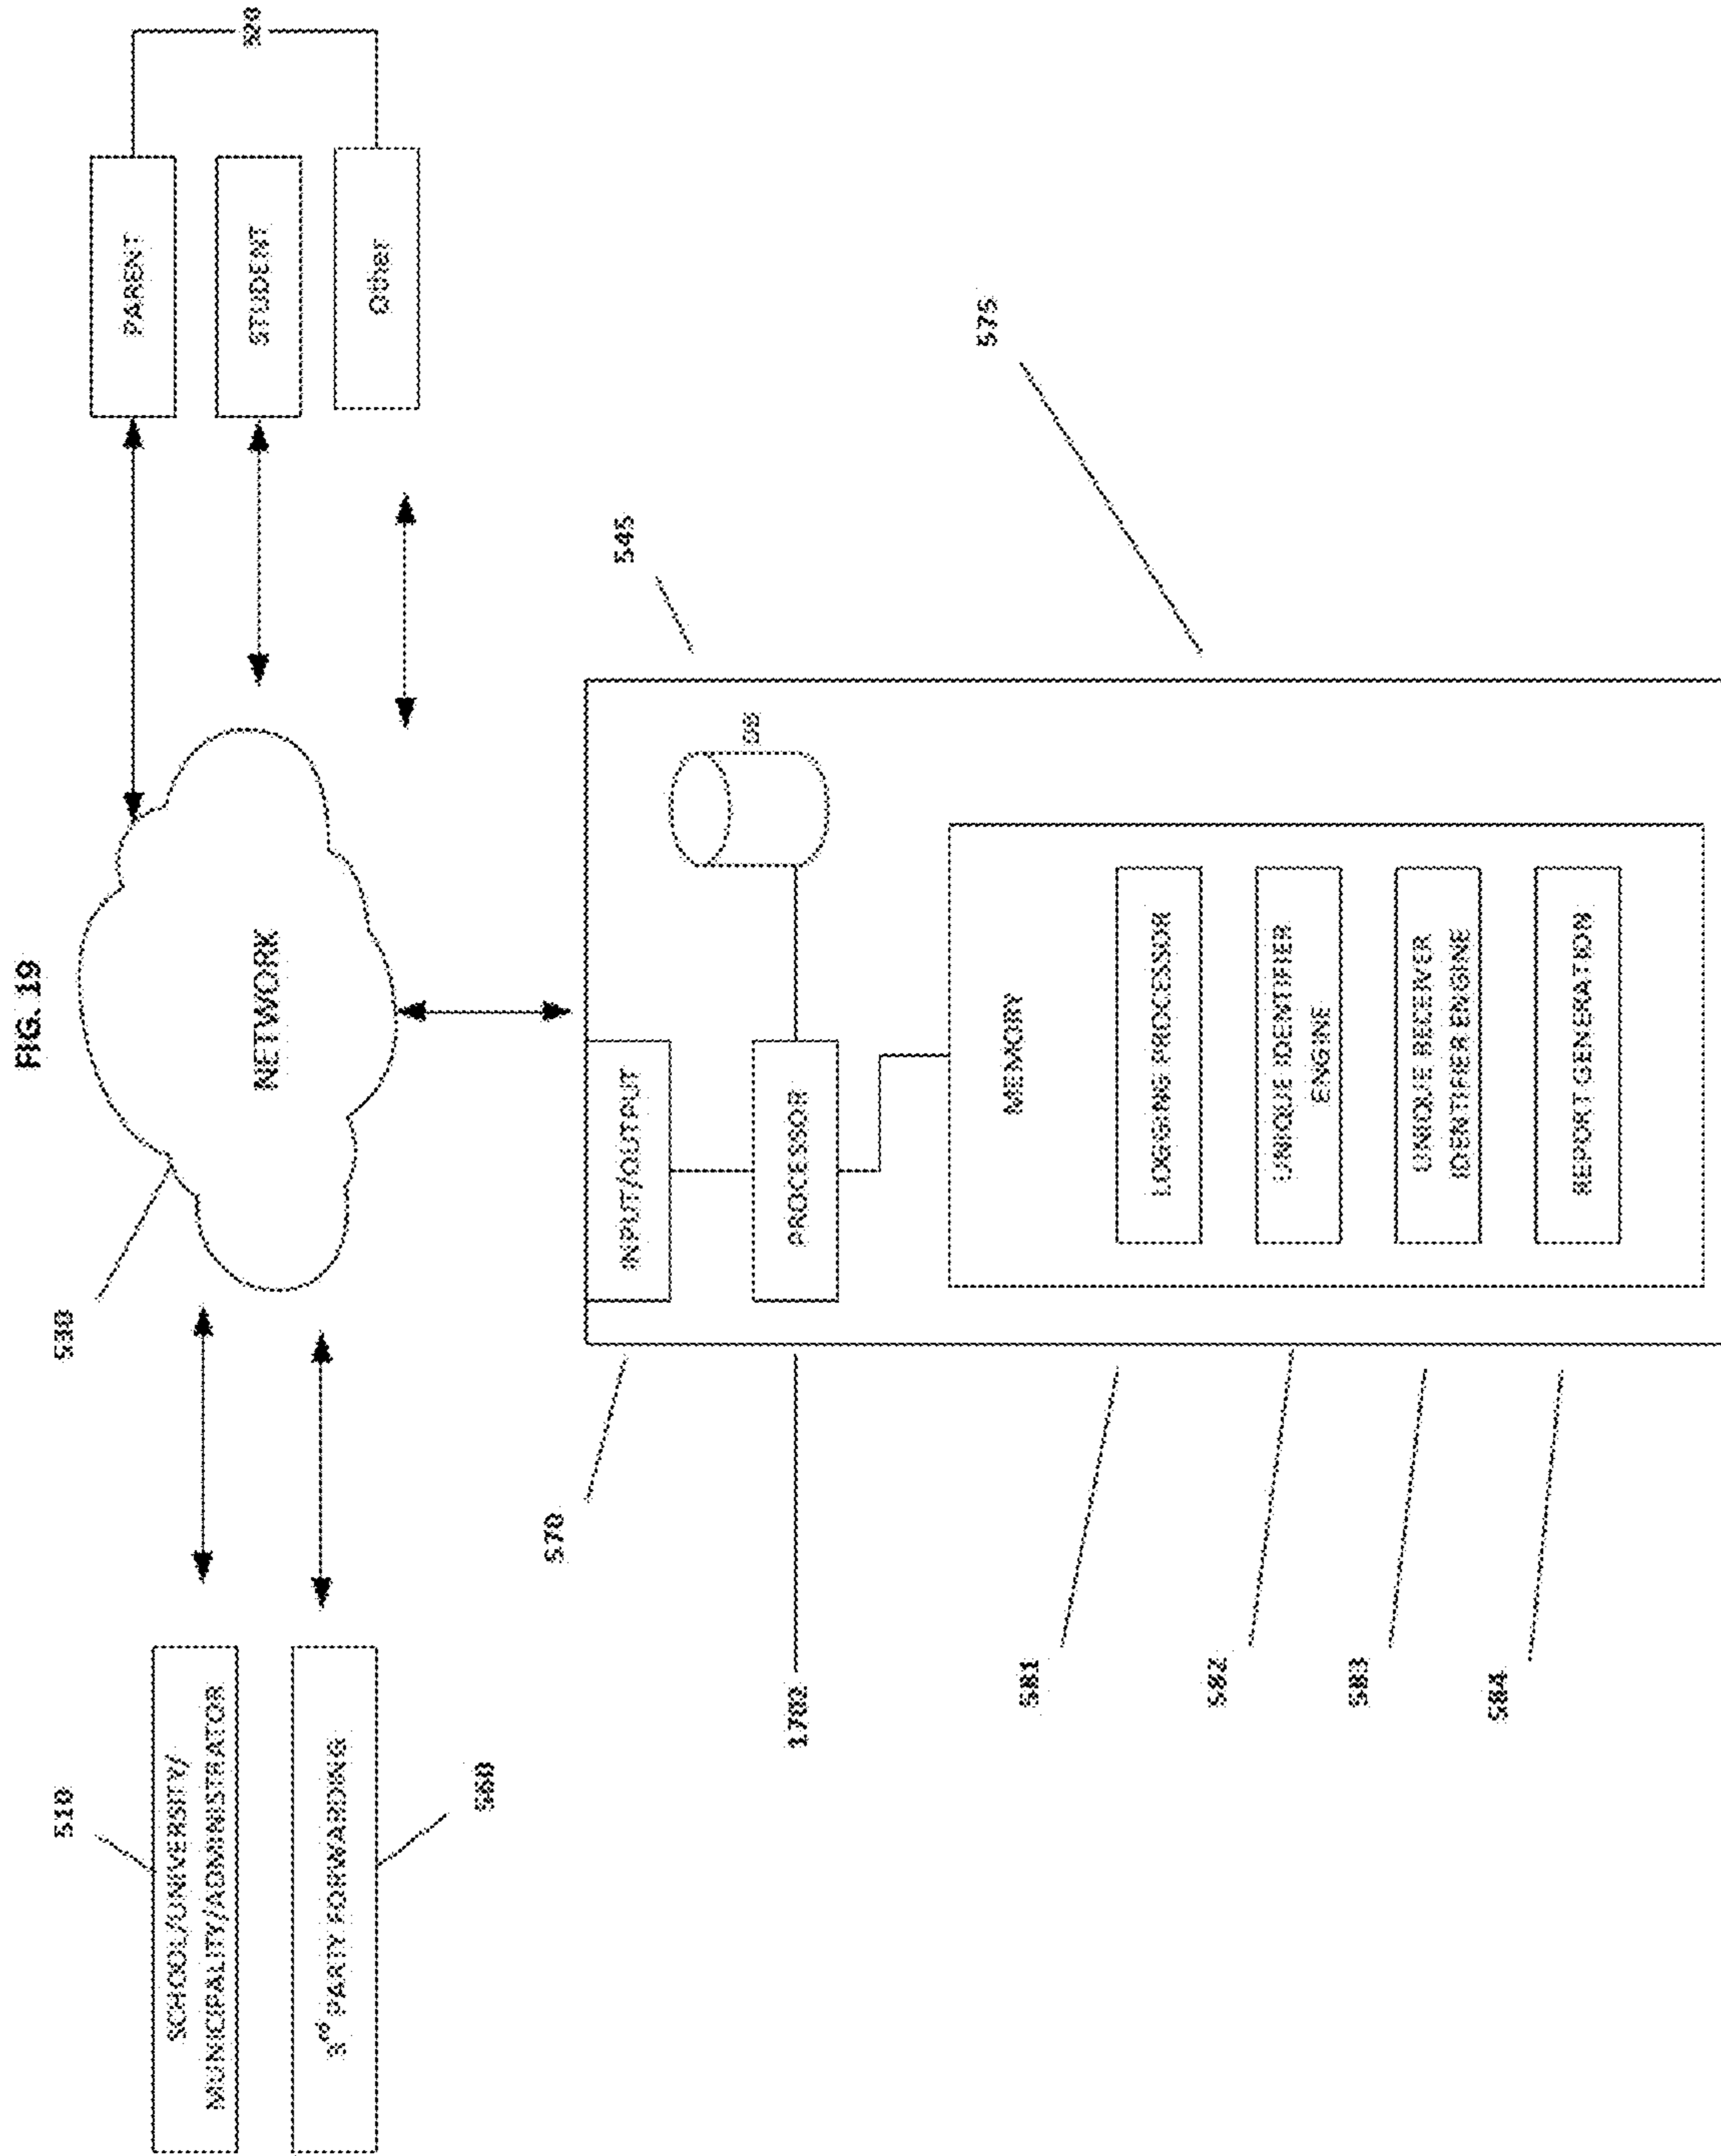 FIG. 19
510
SCHOOL/UNIVERSITY/
MUNICIPALITY/ADMINISTRATOR
3rd PARTY FORWARDING
560
530
NETWORK
PARENT
STUDENT
Other
520
545
575
570
INPUT/OUTPUT
1702
PROCESSOR
DB
MEMORY
581
LOGGING PROCESSOR
582
UNIQUE IDENTIFIER
ENGINE
583
UNIQUE RECEIVER
IDENTIFIER ENGINE
584
REPORT GENERATION